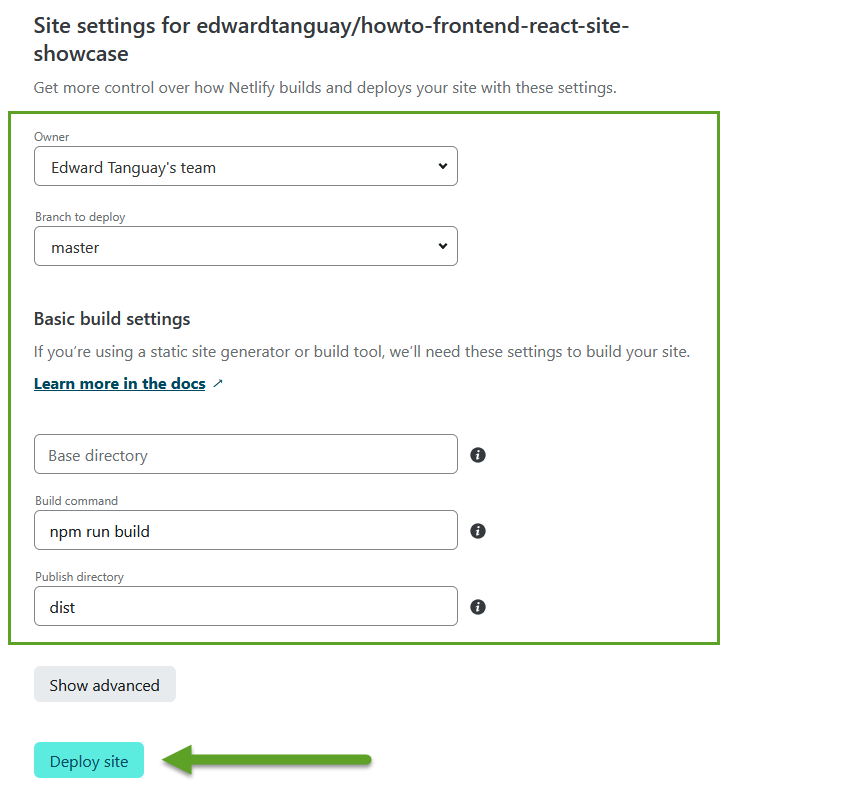 Site settings for edwardtanguay/howto-frontend-react-site-
showcase
Get more control over how Netlify builds and deploys your site with these settings.
Owner
Edward Tanguay's team
Branch to deploy
master
Basic build settings
If you’re using a static site generator or build tool, we’ll need these settings to build your site.
Learn more in the docs
Base directory
Build command
npm run build
Publish directory
dist
Show advanced
Deploy site